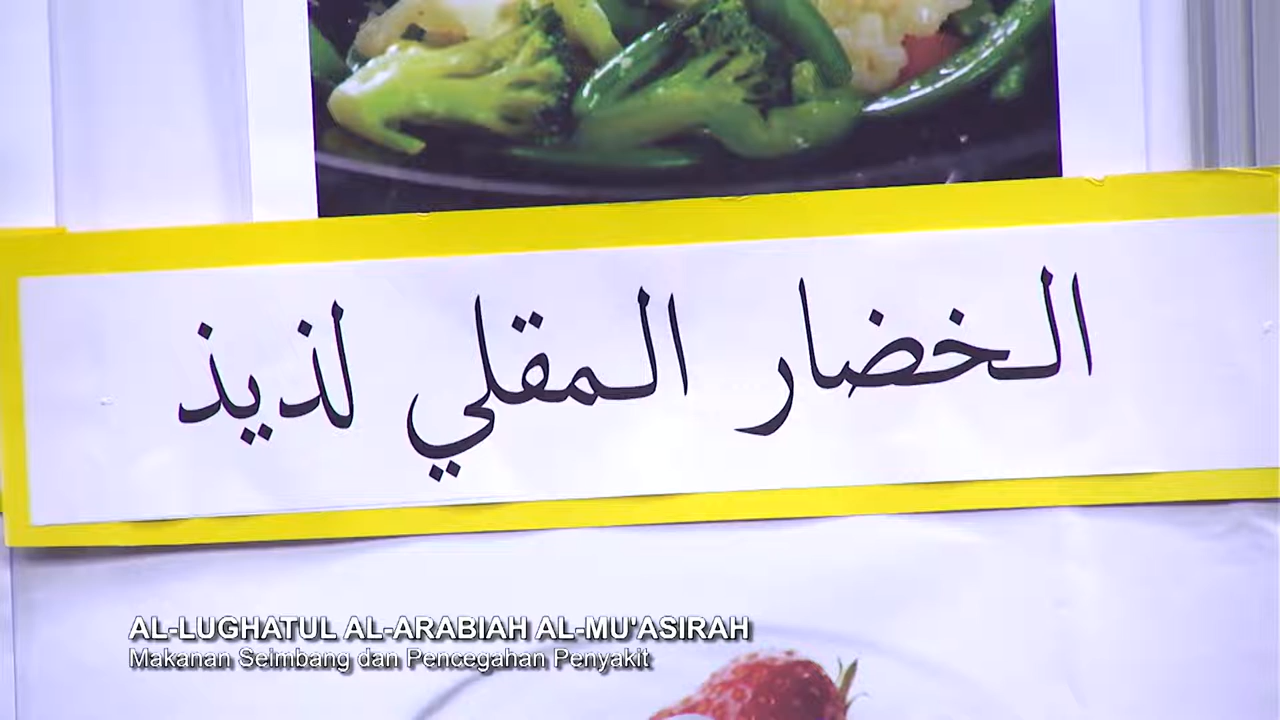 الخضار المقلي لذيذ
AL-LUGHATUL AL-ARABIAH AL-MU'ASIRAH
Makanan Seimbang dan Pencegahan Penyakit